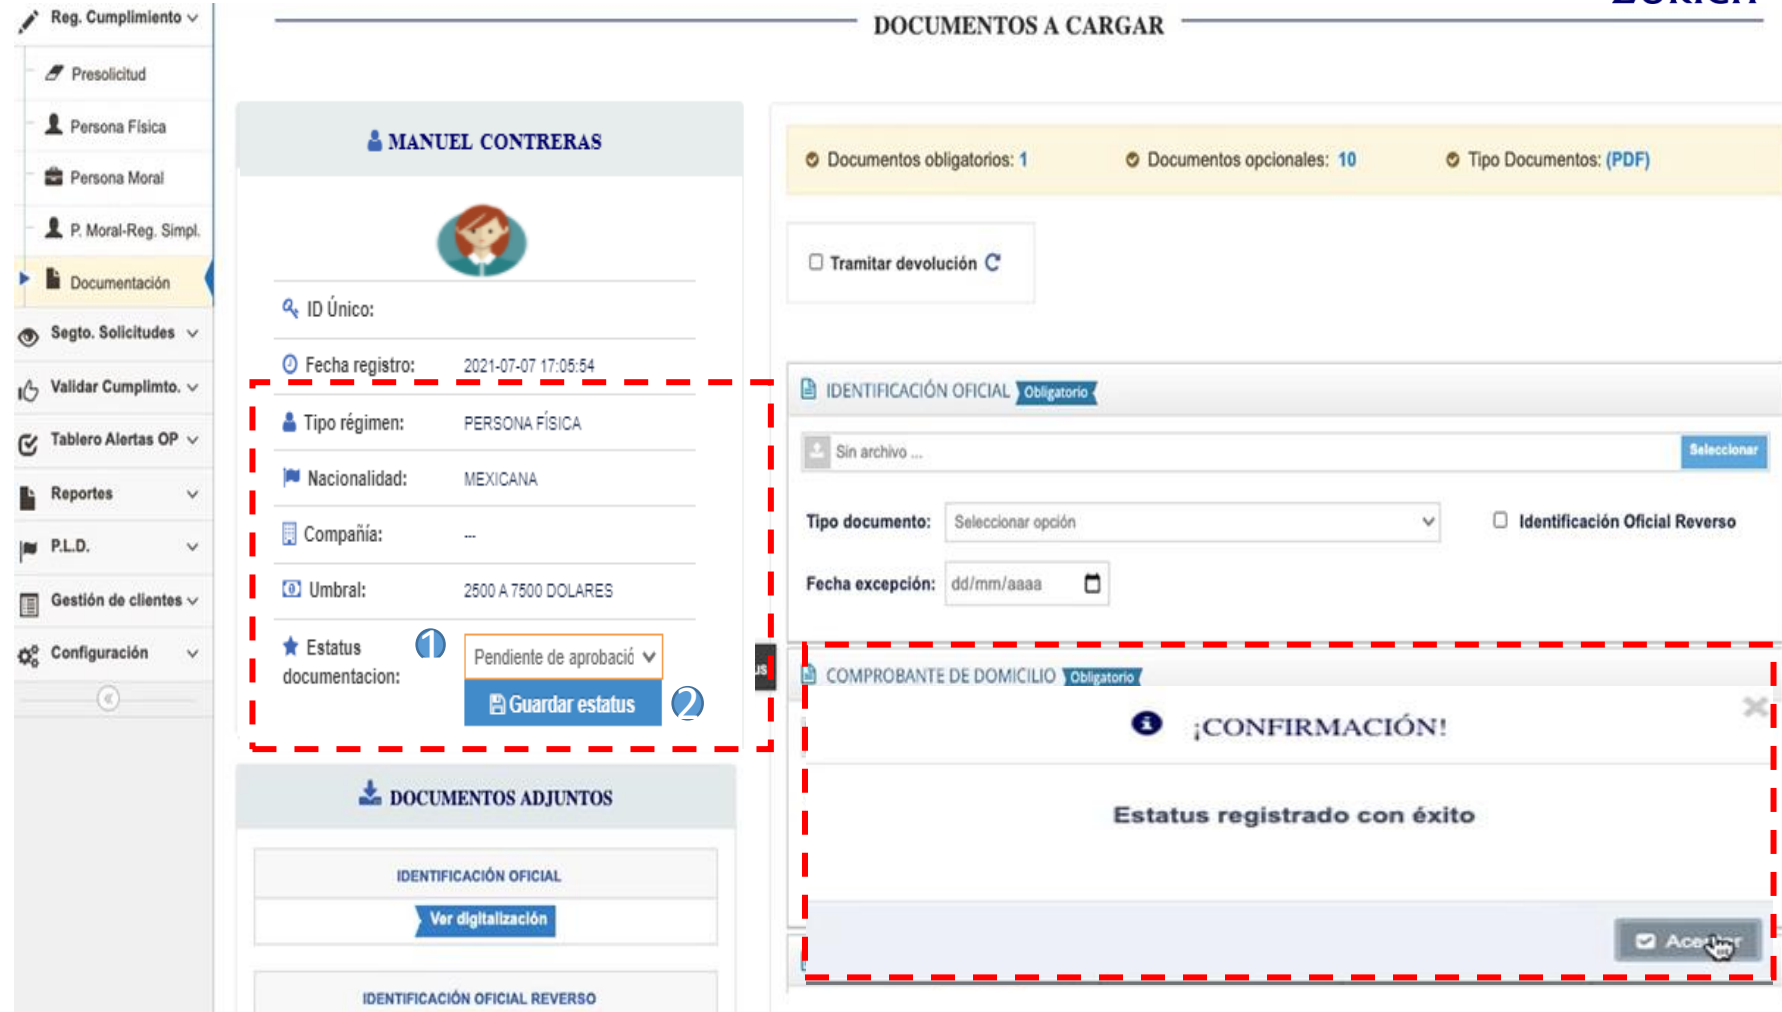 Reg. Cumplimiento
Presolicitud
Persona Física
Persona Moral
P. Moral-Reg. Simpl.
Documentación
Segto. Solicitudes
Validar Cumplimto.
Tablero Alertas OP
Reportes
P.L.D.
Gestión de clientes
Configuración
DOCUMENTOS A CARGAR
MANUEL CONTRERAS
ID Único:
Fecha registro: 2021-07-07 17:05:54
Tipo régimen: PERSONA FÍSICA
Nacionalidad: MEXICANA
Compañía: ---
Umbral: 2500 A 7500 DOLARES
Estatus documentacion: 1 Pendiente de aprobació
Guardar estatus 2
DOCUMENTOS ADJUNTOS
IDENTIFICACIÓN OFICIAL
Ver digitalización
IDENTIFICACIÓN OFICIAL REVERSO
Documentos obligatorios: 1 Documentos opcionales: 10 Tipo Documentos: (PDF)
Tramitar devolución
IDENTIFICACIÓN OFICIAL Obligatorio
Sin archivo ... Seleccionar
Tipo documento: Seleccionar opción Identificación Oficial Reverso
Fecha excepción: dd/mm/aaaa
COMPROBANTE DE DOMICILIO Obligatorio
¡CONFIRMACIÓN!
Estatus registrado con éxito